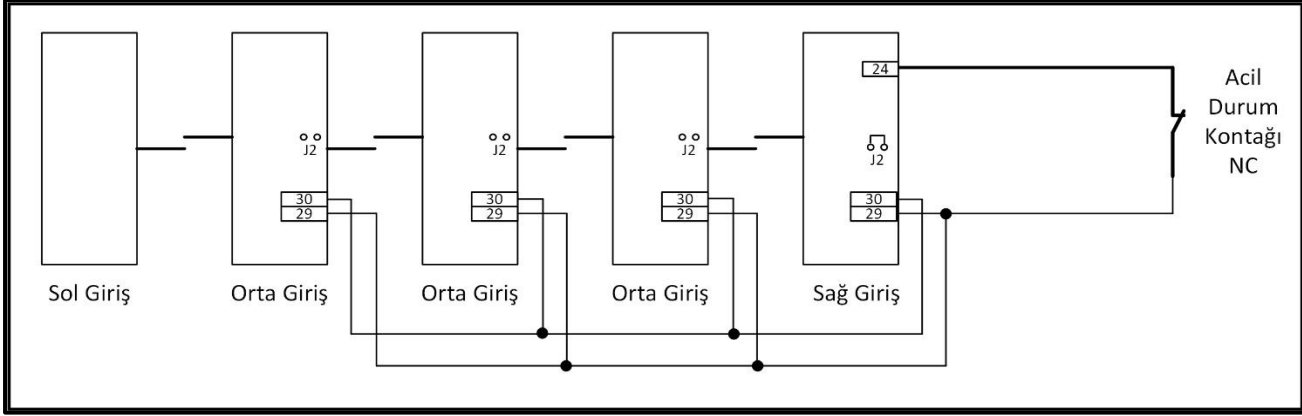 24
Acil
Durum
Kontağı
NC
J2
J2
J2
J2
30
29
30
29
30
29
30
29
Sol Giriş
Orta Giriş
Orta Giriş
Orta Giriş
Sağ Giriş